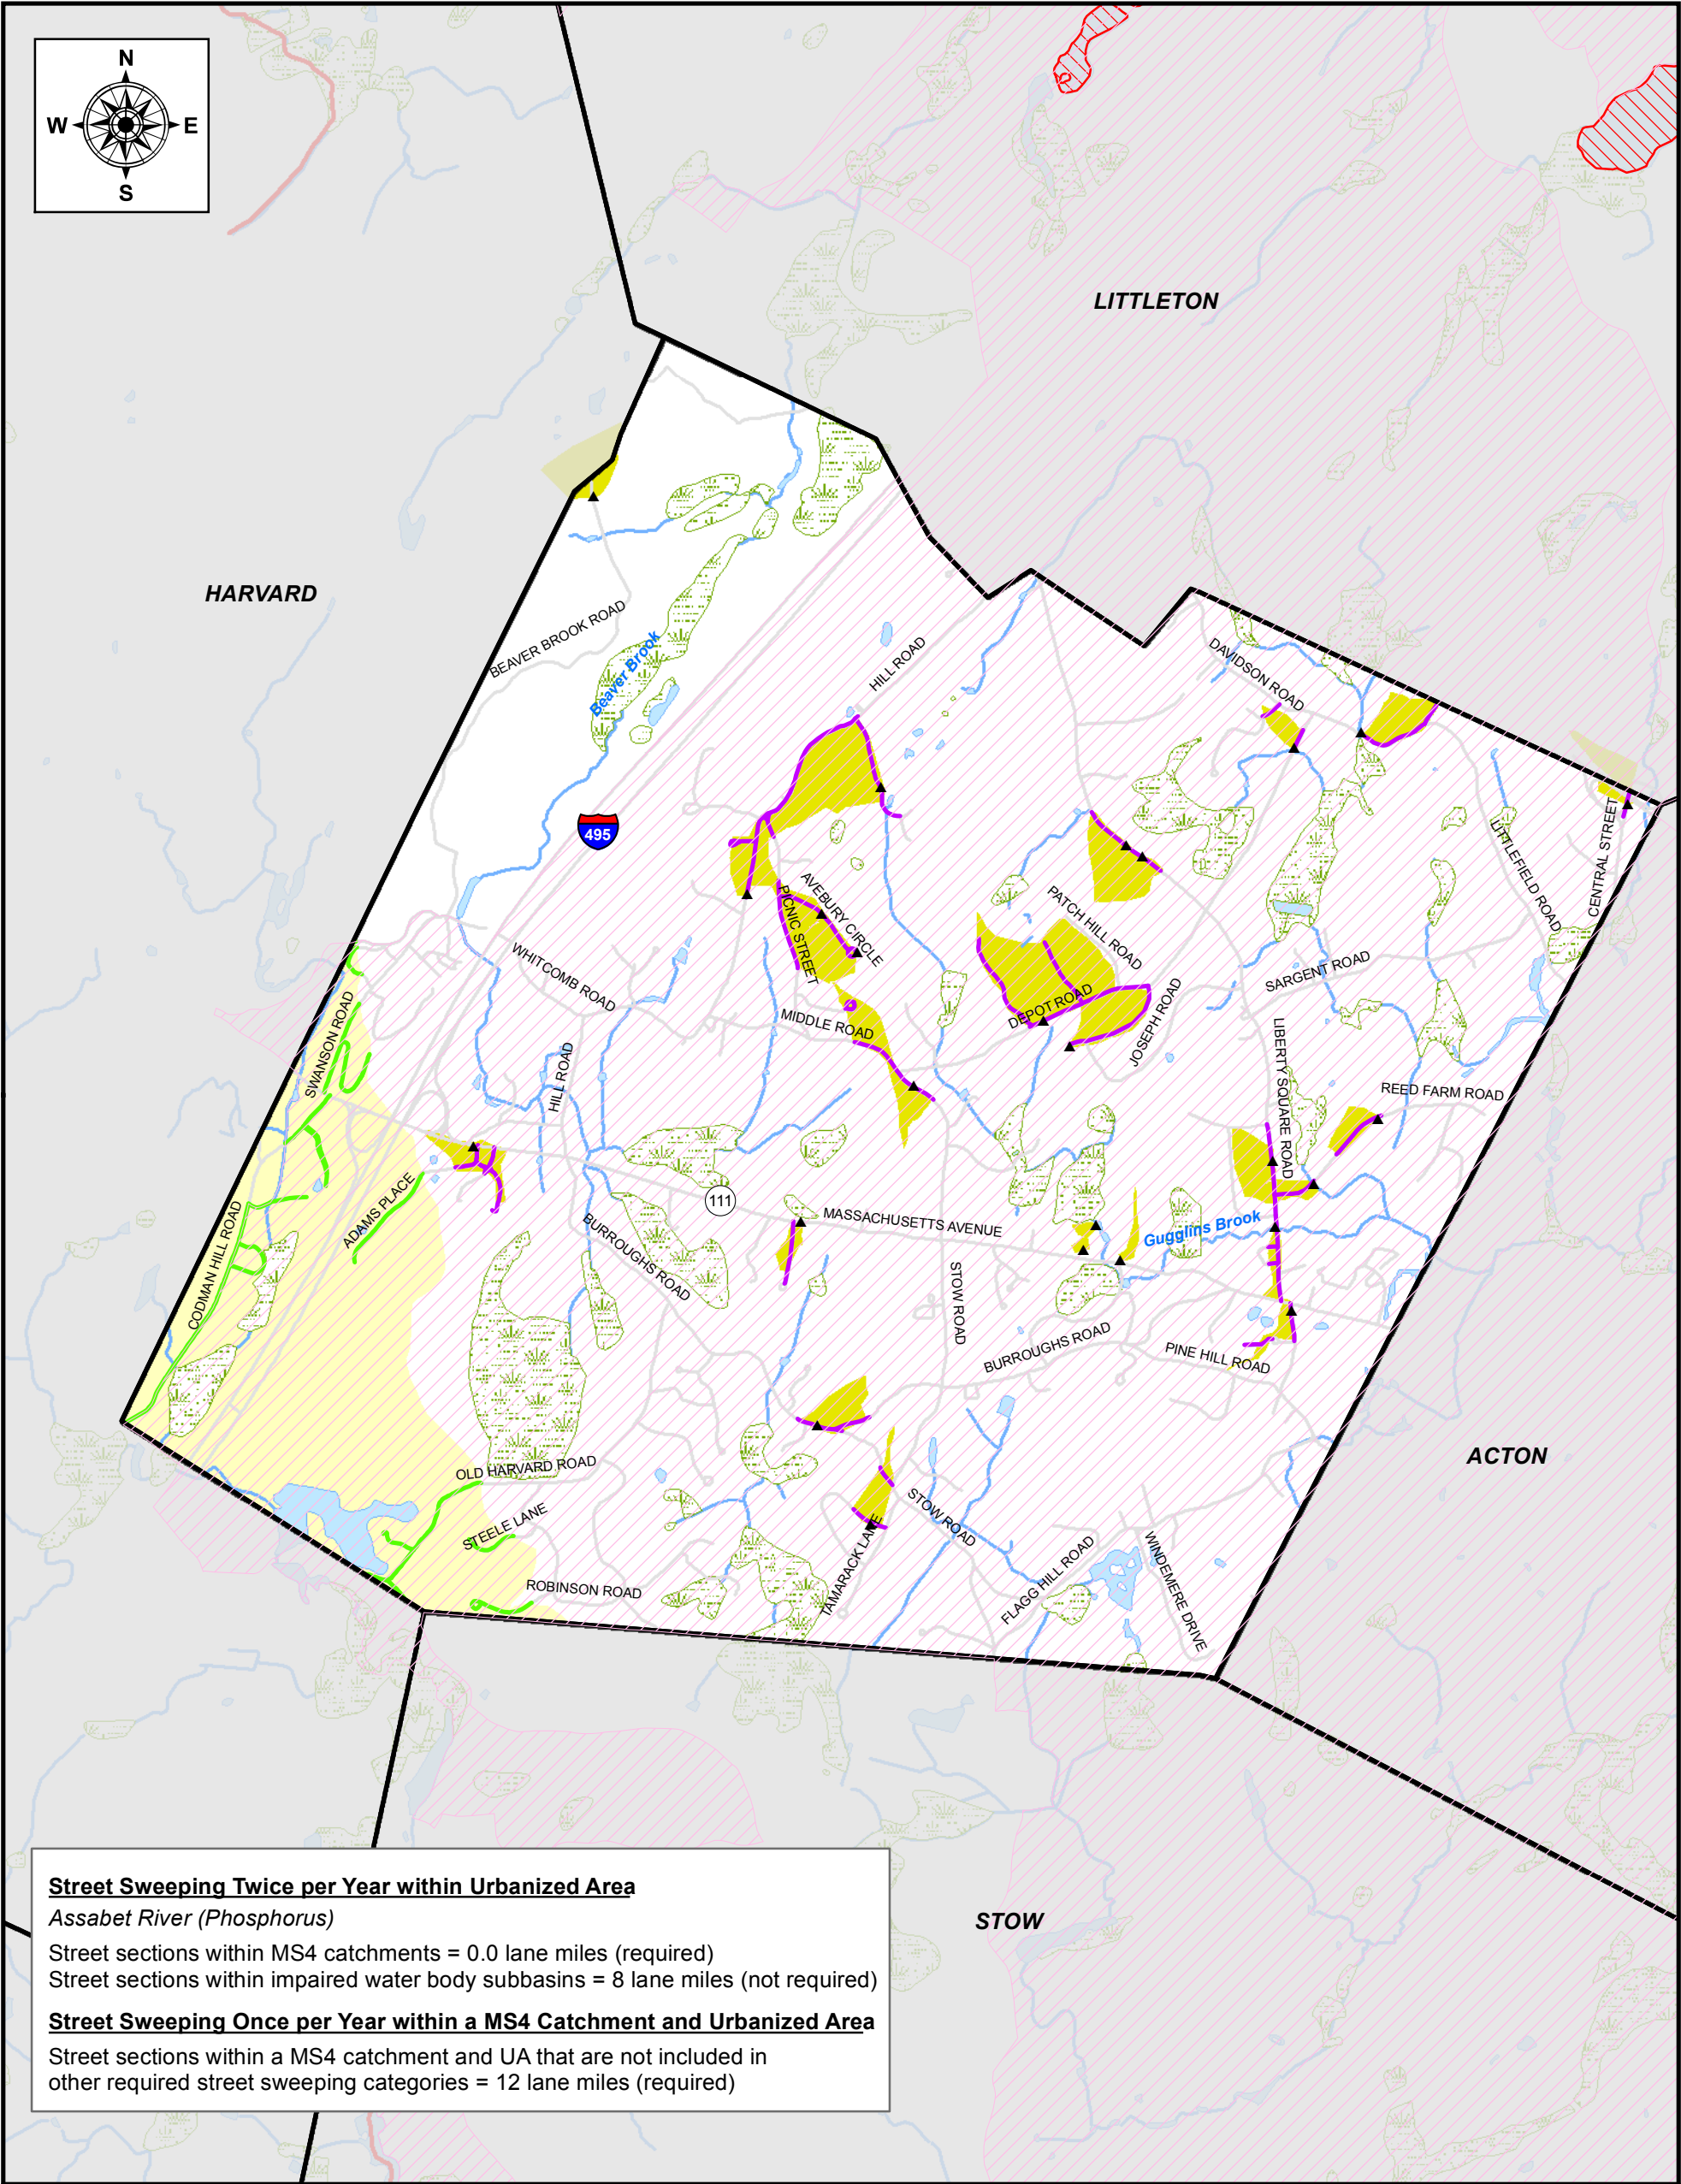 N
W E
S
LITTLETON
HARVARD
BEAVER BROOK ROAD
Beaver Brook
HILL ROAD
DAVIDSON ROAD
495
LITTLEFIELD ROAD
CENTRAL STREET
AVEBURY CIRCLE
PICNIC STREET
PATCH HILL ROAD
WHITCOMB ROAD
SARGENT ROAD
SWANSON ROAD
MIDDLE ROAD
DEPOT ROAD
JOSEPH ROAD
LIBERTY SQUARE ROAD
HILL ROAD
REED FARM ROAD
ADAMS PLACE
111
MASSACHUSETTS AVENUE
Gugglins Brook
CODMAN HILL ROAD
BURROUGHS ROAD
STOW ROAD
BURROUGHS ROAD
PINE HILL ROAD
ACTON
OLD HARVARD ROAD
STEELE LANE
STOW ROAD
TAMARACK LANE
FLAGG HILL ROAD
WINDEMERE DRIVE
ROBINSON ROAD
STOW
Street Sweeping Twice per Year within Urbanized Area
Assabet River (Phosphorus)
Street sections within MS4 catchments = 0.0 lane miles (required)
Street sections within impaired water body subbasins = 8 lane miles (not required)
Street Sweeping Once per Year within a MS4 Catchment and Urbanized Area
Street sections within a MS4 catchment and UA that are not included in
other required street sweeping categories = 12 lane miles (required)